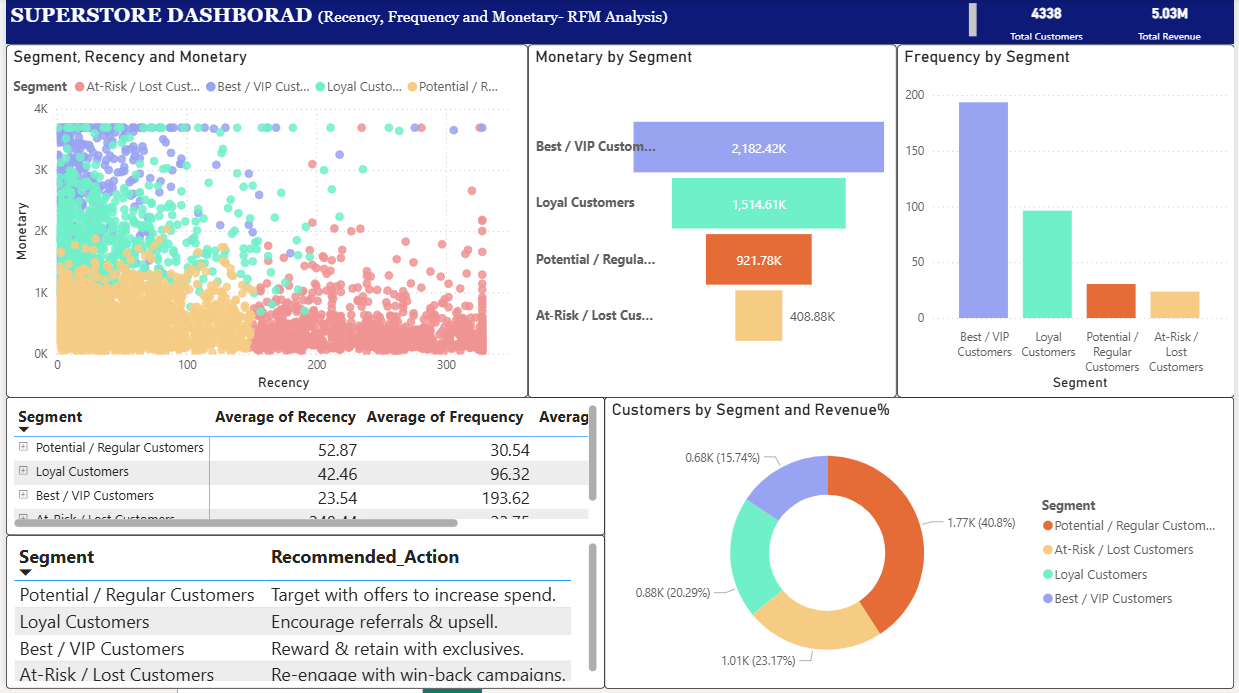 SUPERSTORE DASHBORAD (Recency, Frequency and Monetary- RFM Analysis)
4338
Total Customers
5.03M
Total Revenue
Segment, Recency and Monetary
Segment At-Risk / Lost Cust... Best / VIP Cust... Loyal Custo... Potential / R...
Monetary
4K
3K
2K
1K
0K
0 100 200 300
Recency
Monetary by Segment
Best / VIP Custom... 2,182.42K
Loyal Customers 1,514.61K
Potential / Regula... 921.78K
At-Risk / Lost Cus... 408.88K
Frequency by Segment
200
150
100
50
0
Best / VIP Customers
Loyal Customers
Potential / Regular Customers
At-Risk / Lost Customers
Segment
Segment Average of Recency Average of Frequency Averag
Potential / Regular Customers 52.87 30.54
Loyal Customers 42.46 96.32
Best / VIP Customers 23.54 193.62
At-Risk / Lost Customers
Segment Recommended_Action
Potential / Regular Customers Target with offers to increase spend.
Loyal Customers Encourage referrals & upsell.
Best / VIP Customers Reward & retain with exclusives.
At-Risk / Lost Customers Re-engage with win-back campaigns.
Customers by Segment and Revenue%
0.68K (15.74%)
1.77K (40.8%)
0.88K (20.29%)
1.01K (23.17%)
Segment
Potential / Regular Custom...
At-Risk / Lost Customers
Loyal Customers
Best / VIP Customers